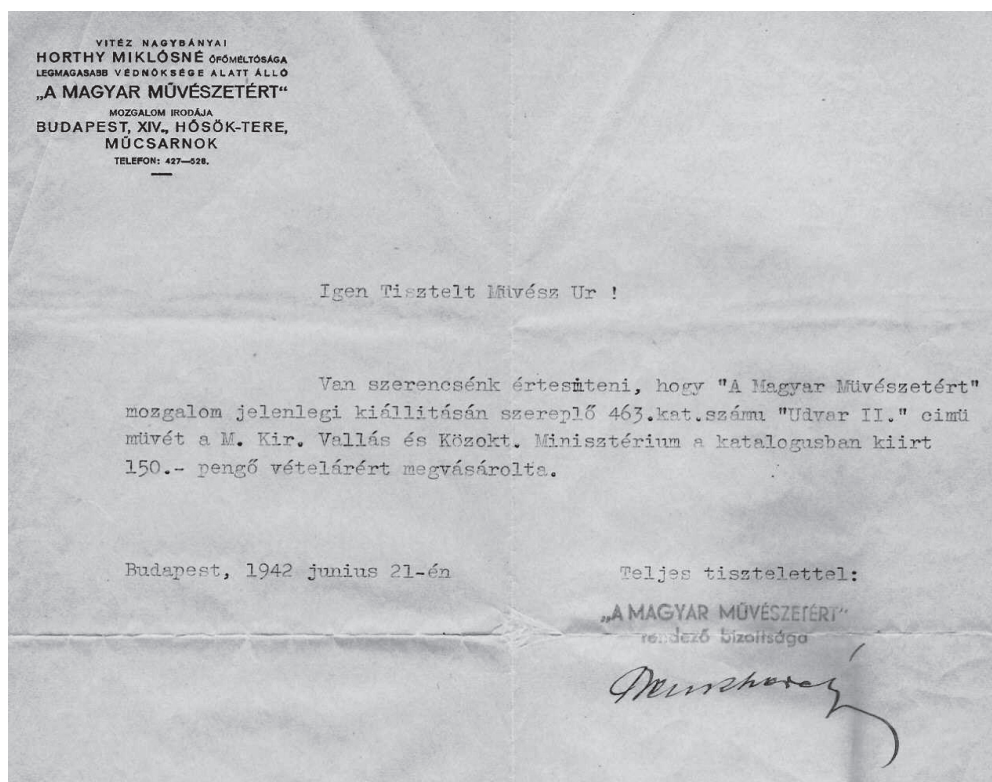 VITÉZ NAGYBÁNYAI
HORTHY MIKLÓSNÉ ŐFŐMÉLTÓSÁGA
LEGMAGASABB VÉDNÖKSÉGE ALATT ÁLLÓ
„A MAGYAR MŰVÉSZETÉRT“
MOZGALOM IRODÁJA
BUDAPEST, XIV., HŐSÖK-TERE,
MŰCSARNOK
TELEFON: 427—528.
Igen Tisztelt Müvész Ur !
Van szerencsénk értesiteni, hogy "A Magyar Müvészetért"
mozgalom jelenlegi kiállitásán szereplő 463.kat.számu "Udvar II." cimü
müvét a M. Kir. Vallás és Közokt. Minisztérium a katalogusban kiirt
150.- pengő vételárért megvásárolta.
Budapest, 1942 junius 21-én
Teljes tisztelettel:
„A MAGYAR MŰVÉSZETÉRT“
rendező bizottsága